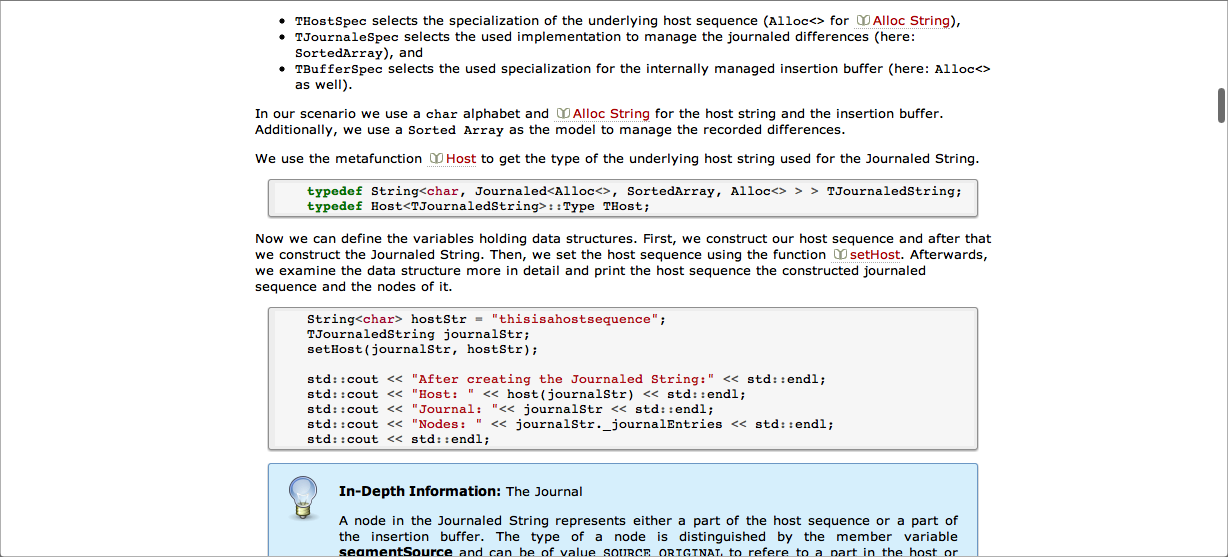 • THostSpec selects the specialization of the underlying host sequence (Alloc<> for Alloc String),
• TJournaleSpec selects the used implementation to manage the journaled differences (here:
SortedArray), and
• TBufferSpec selects the used specialization for the internally managed insertion buffer (here: Alloc<>
as well).
In our scenario we use a char alphabet and Alloc String for the host string and the insertion buffer.
Additionally, we use a Sorted Array as the model to manage the recorded differences.
We use the metafunction Host to get the type of the underlying host string used for the Journaled String.
typedef String<char, Journaled<Alloc<>, SortedArray, Alloc<> > > TJournaledString;
typedef Host<TJournaledString>::Type THost;
Now we can define the variables holding data structures. First, we construct our host sequence and after that
we construct the Journaled String. Then, we set the host sequence using the function setHost. Afterwards,
we examine the data structure more in detail and print the host sequence the constructed journaled
sequence and the nodes of it.
String<char> hostStr = "thisisahostsequence";
TJournaledString journalStr;
setHost(journalStr, hostStr);
std::cout << "After creating the Journaled String:" << std::endl;
std::cout << "Host: " << host(journalStr) << std::endl;
std::cout << "Journal: "<< journalStr << std::endl;
std::cout << "Nodes: " << journalStr._journalEntries << std::endl;
std::cout << std::endl;
In-Depth Information: The Journal
A node in the Journaled String represents either a part of the host sequence or a part of
the insertion buffer. The type of a node is distinguished by the member variable
segmentSource and can be of value SOURCE_ORIGINAL to refere to a part in the host or